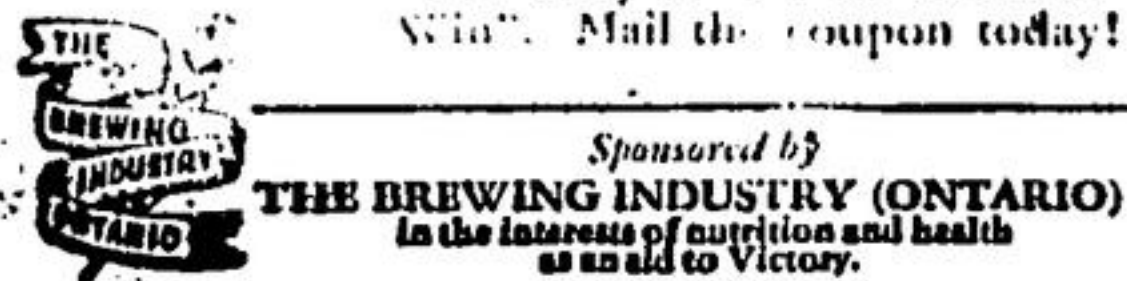 Win". Mail the coupon today!
THE
BREWING
INDUSTRY
ONTARIO
Sponsored by
THE BREWING INDUSTRY (ONTARIO)
in the interests of nutrition and health
as an aid to Victory.